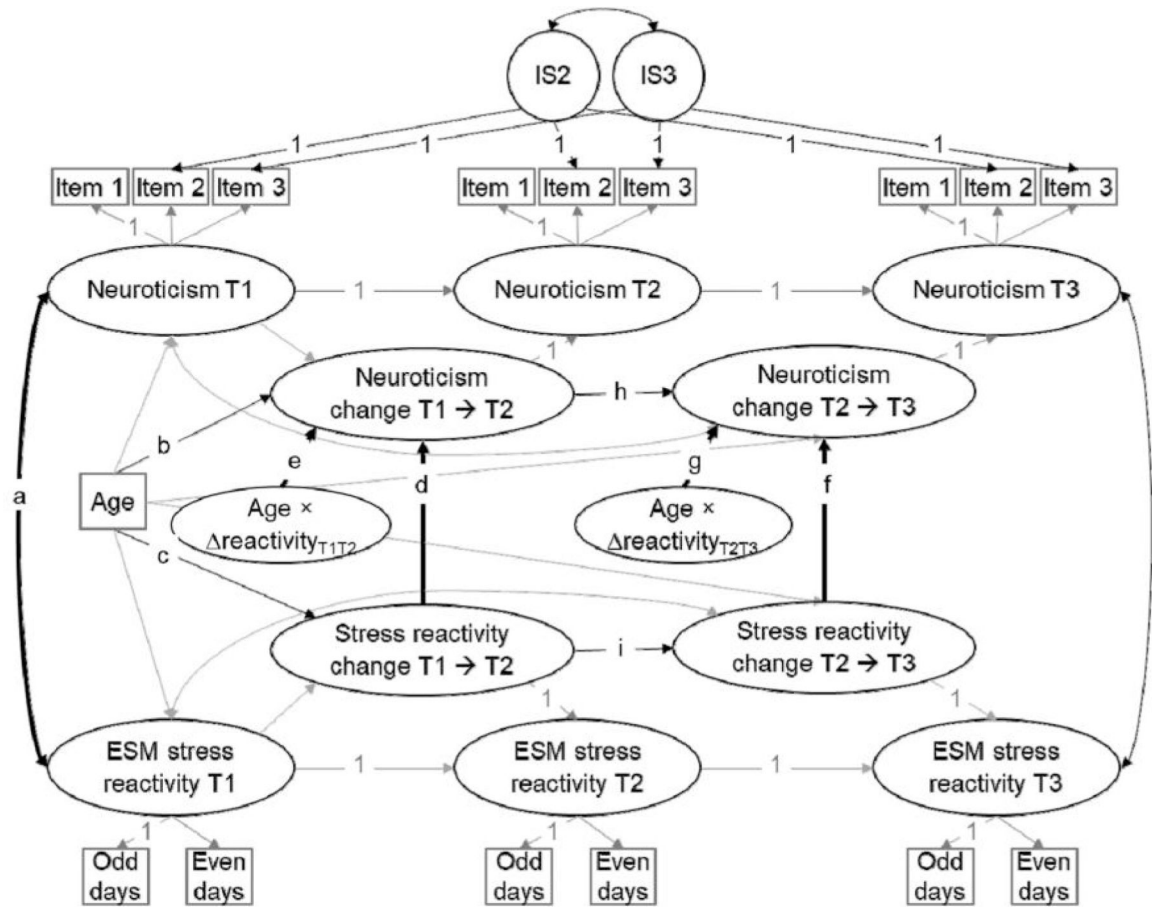 IS2 IS3
1 1 1 1 1 1
Item 1 Item 2 Item 3 Item 1 Item 2 Item 3 Item 1 Item 2 Item 3
1 1 1
Neuroticism T1 1 Neuroticism T2 1 Neuroticism T3
1 1
Neuroticism
change T1 → T2
h
Neuroticism
change T2 → T3
b
e d g f
a
Age
Age ×
Δreactivity_T1T2
Age ×
Δreactivity_T2T3
c
Stress reactivity
change T1 → T2
i
Stress reactivity
change T2 → T3
1 1
ESM stress
reactivity T1
1
ESM stress
reactivity T2
1
ESM stress
reactivity T3
1 1 1
Odd
days
Even
days
Odd
days
Even
days
Odd
days
Even
days